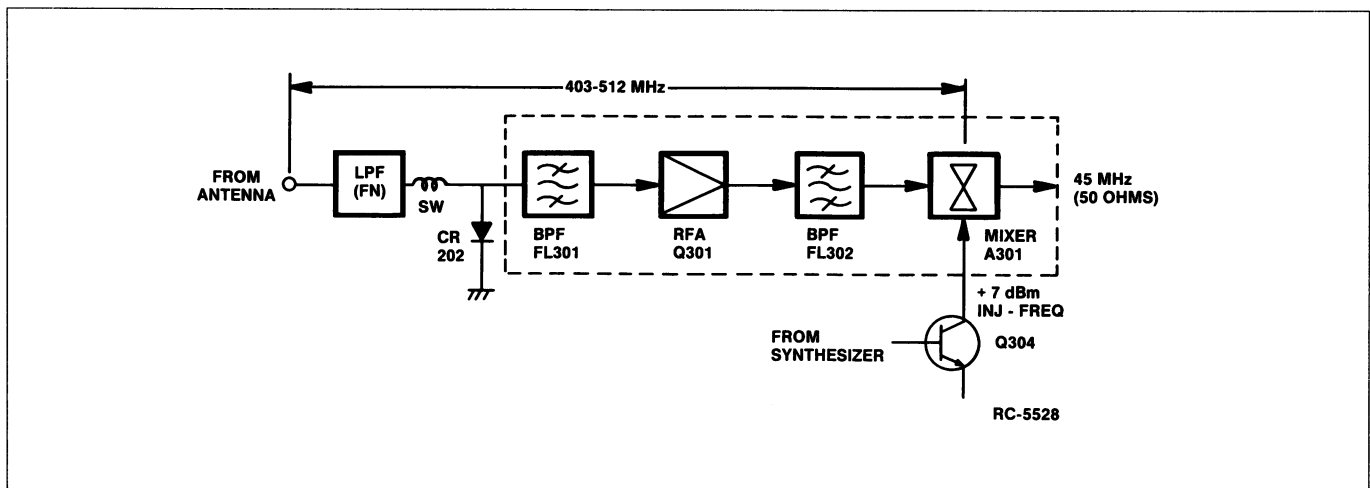 403-512 MHz
FROM
ANTENNA
LPF
(FN)
SW
CR
202
BPF
FL301
RFA
Q301
BPF
FL302
MIXER
A301
45 MHz
(50 OHMS)
+ 7 dBm
INJ - FREQ
FROM
SYNTHESIZER
Q304
RC-5528